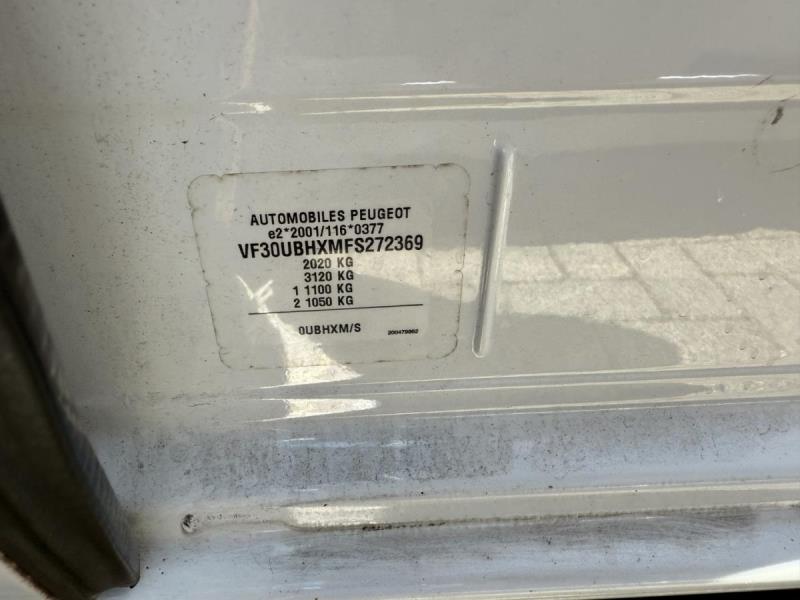 AUTOMOBILES PEUGEOT
e2*2001/116*0377
VF30UBHXMFS272369
2020 KG
3120 KG
1 1100 KG
2 1050 KG
0UBHXM/S